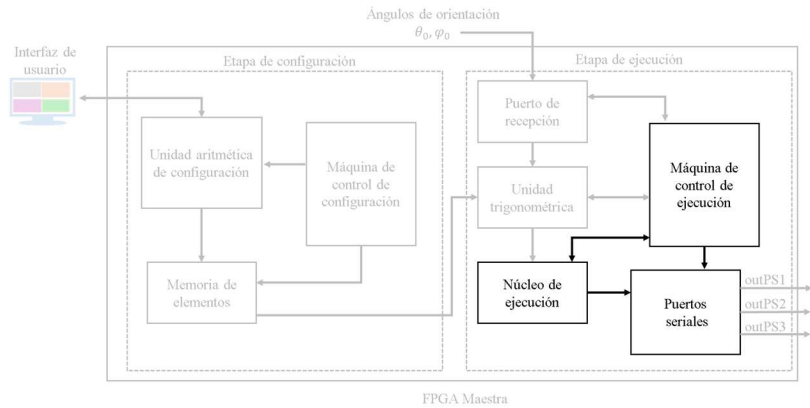 Ángulos de orientación
θ₀, φ₀
Interfaz de
usuario
Etapa de configuración
Etapa de ejecución
Puerto de
recepción
Unidad aritmética
de configuración
Máquina de
control de
configuración
Unidad
trigonométrica
Máquina de
control de
ejecución
Memoria de
elementos
Núcleo de
ejecución
Puertos
seriales
outPS1
outPS2
outPS3
FPGA Maestra